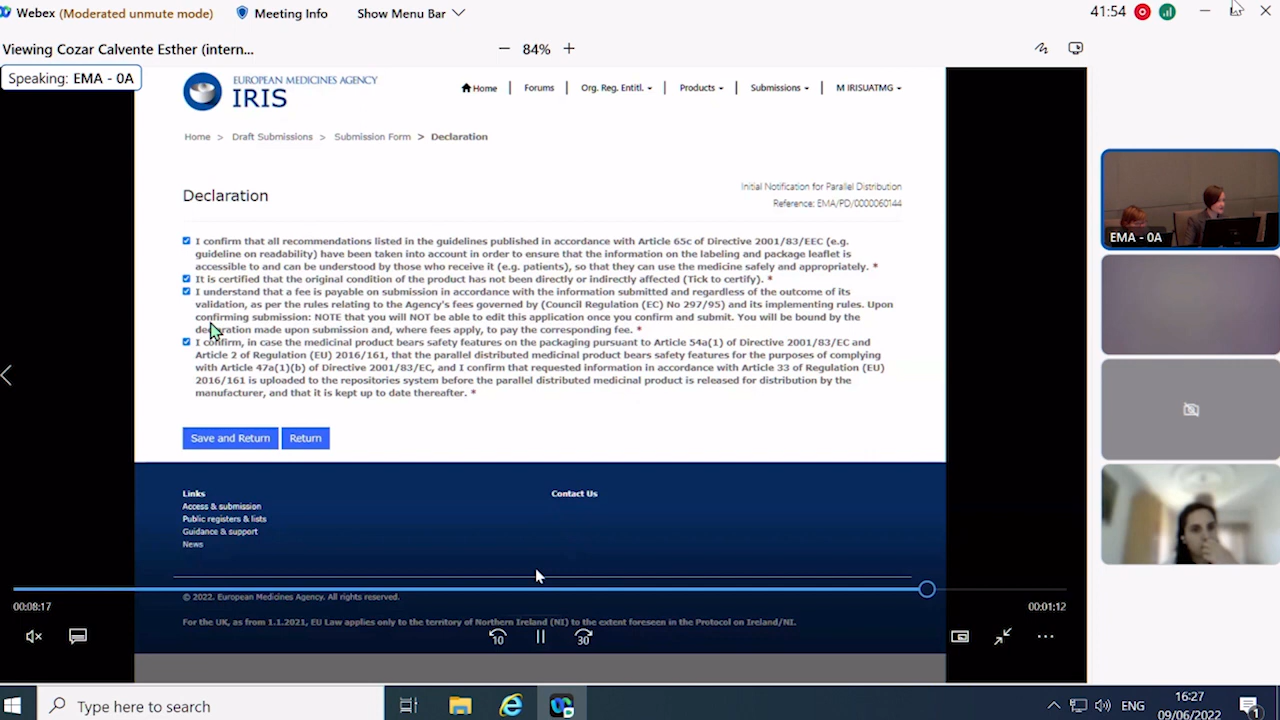 Webex (Moderated unmute mode) Meeting Info Show Menu Bar 41:54
Viewing Cozar Calvente Esther (intern... 84%
Speaking: EMA - 0A
EUROPEAN MEDICINES AGENCY
IRIS
Home | Forums | Org. Reg. Entitl. | Products | Submissions | M IRISUATMG
Home > Draft Submissions > Submission Form > Declaration
Declaration
Initial Notification for Parallel Distribution
Reference: EMA/PD/0000060144
I confirm that all recommendations listed in the guidelines published in accordance with Article 65c of Directive 2001/83/EEC (e.g.
guideline on readability) have been taken into account in order to ensure that the information on the labeling and package leaflet is
accessible to and can be understood by those who receive it (e.g. patients), so that they can use the medicine safely and appropriately. *
It is certified that the original condition of the product has not been directly or indirectly affected (Tick to certify). *
I understand that a fee is payable on submission in accordance with the information submitted and regardless of the outcome of its
validation, as per the rules relating to the Agency's fees governed by (Council Regulation (EC) No 297/95) and its implementing rules. Upon
confirming submission: NOTE that you will NOT be able to edit this application once you confirm and submit. You will be bound by the
declaration made upon submission and, where fees apply, to pay the corresponding fee. *
I confirm, in case the medicinal product bears safety features on the packaging pursuant to Article 54a(1) of Directive 2001/83/EC and
Article 2 of Regulation (EU) 2016/161, that the parallel distributed medicinal product bears safety features for the purposes of complying
with Article 47a(1)(b) of Directive 2001/83/EC, and I confirm that requested information in accordance with Article 33 of Regulation (EU)
2016/161 is uploaded to the repositories system before the parallel distributed medicinal product is released for distribution by the
manufacturer, and that it is kept up to date thereafter. *
Save and Return Return
Links Contact Us
Access & submission
Public registers & lists
Guidance & support
News
© 2022. European Medicines Agency. All rights reserved.
For the UK, as from 1.1.2021, EU Law applies only to the territory of Northern Ireland (NI) to the extent foreseen in the Protocol on Ireland/NI.
00:08:17 00:01:12
10 30
EMA - 0A
Type here to search
ENG
16:27
09/06/2022
1